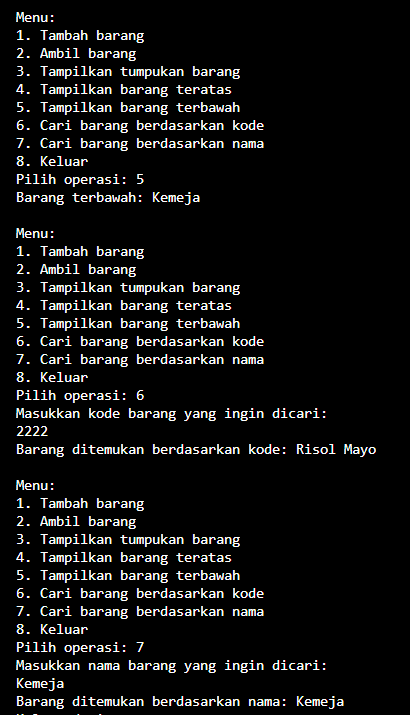 Menu:
1. Tambah barang
2. Ambil barang
3. Tampilkan tumpukan barang
4. Tampilkan barang teratas
5. Tampilkan barang terbawah
6. Cari barang berdasarkan kode
7. Cari barang berdasarkan nama
8. Keluar
Pilih operasi: 5
Barang terbawah: Kemeja
Menu:
1. Tambah barang
2. Ambil barang
3. Tampilkan tumpukan barang
4. Tampilkan barang teratas
5. Tampilkan barang terbawah
6. Cari barang berdasarkan kode
7. Cari barang berdasarkan nama
8. Keluar
Pilih operasi: 6
Masukkan kode barang yang ingin dicari:
2222
Barang ditemukan berdasarkan kode: Risol Mayo
Menu:
1. Tambah barang
2. Ambil barang
3. Tampilkan tumpukan barang
4. Tampilkan barang teratas
5. Tampilkan barang terbawah
6. Cari barang berdasarkan kode
7. Cari barang berdasarkan nama
8. Keluar
Pilih operasi: 7
Masukkan nama barang yang ingin dicari:
Kemeja
Barang ditemukan berdasarkan nama: Kemeja